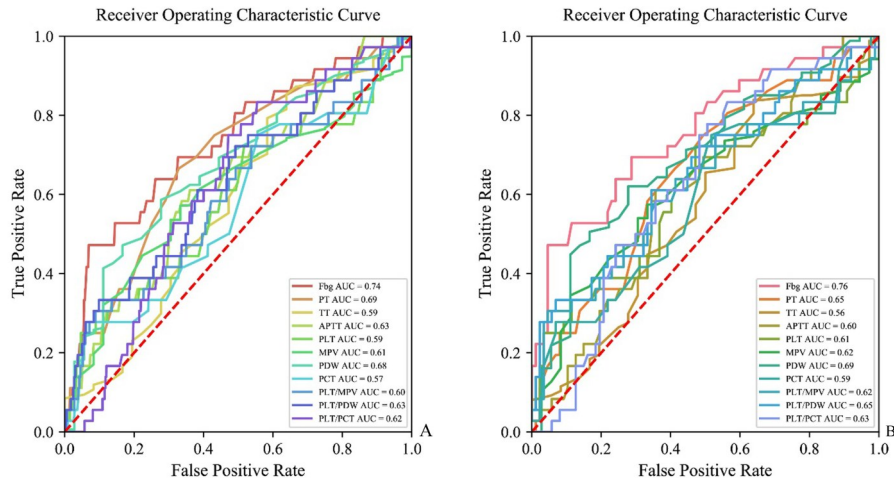 Receiver Operating Characteristic Curve
1.0
0.8
0.6
0.4
0.2
0.0
True Positive Rate
Fbg AUC = 0.74
PT AUC = 0.69
TT AUC = 0.59
APTT AUC = 0.63
PLT AUC = 0.59
MPV AUC = 0.61
PDW AUC = 0.68
PCT AUC = 0.57
PLT/MPV AUC = 0.60
PLT/PDW AUC = 0.63
PLT/PCT AUC = 0.62
0.0 0.2 0.4 0.6 0.8 1.0
False Positive Rate
A
Receiver Operating Characteristic Curve
1.0
0.8
0.6
0.4
0.2
0.0
True Positive Rate
Fbg AUC = 0.76
PT AUC = 0.65
TT AUC = 0.56
APTT AUC = 0.60
PLT AUC = 0.61
MPV AUC = 0.62
PDW AUC = 0.69
PCT AUC = 0.59
PLT/MPV AUC = 0.62
PLT/PDW AUC = 0.65
PLT/PCT AUC = 0.63
0.0 0.2 0.4 0.6 0.8 1.0
False Positive Rate
B